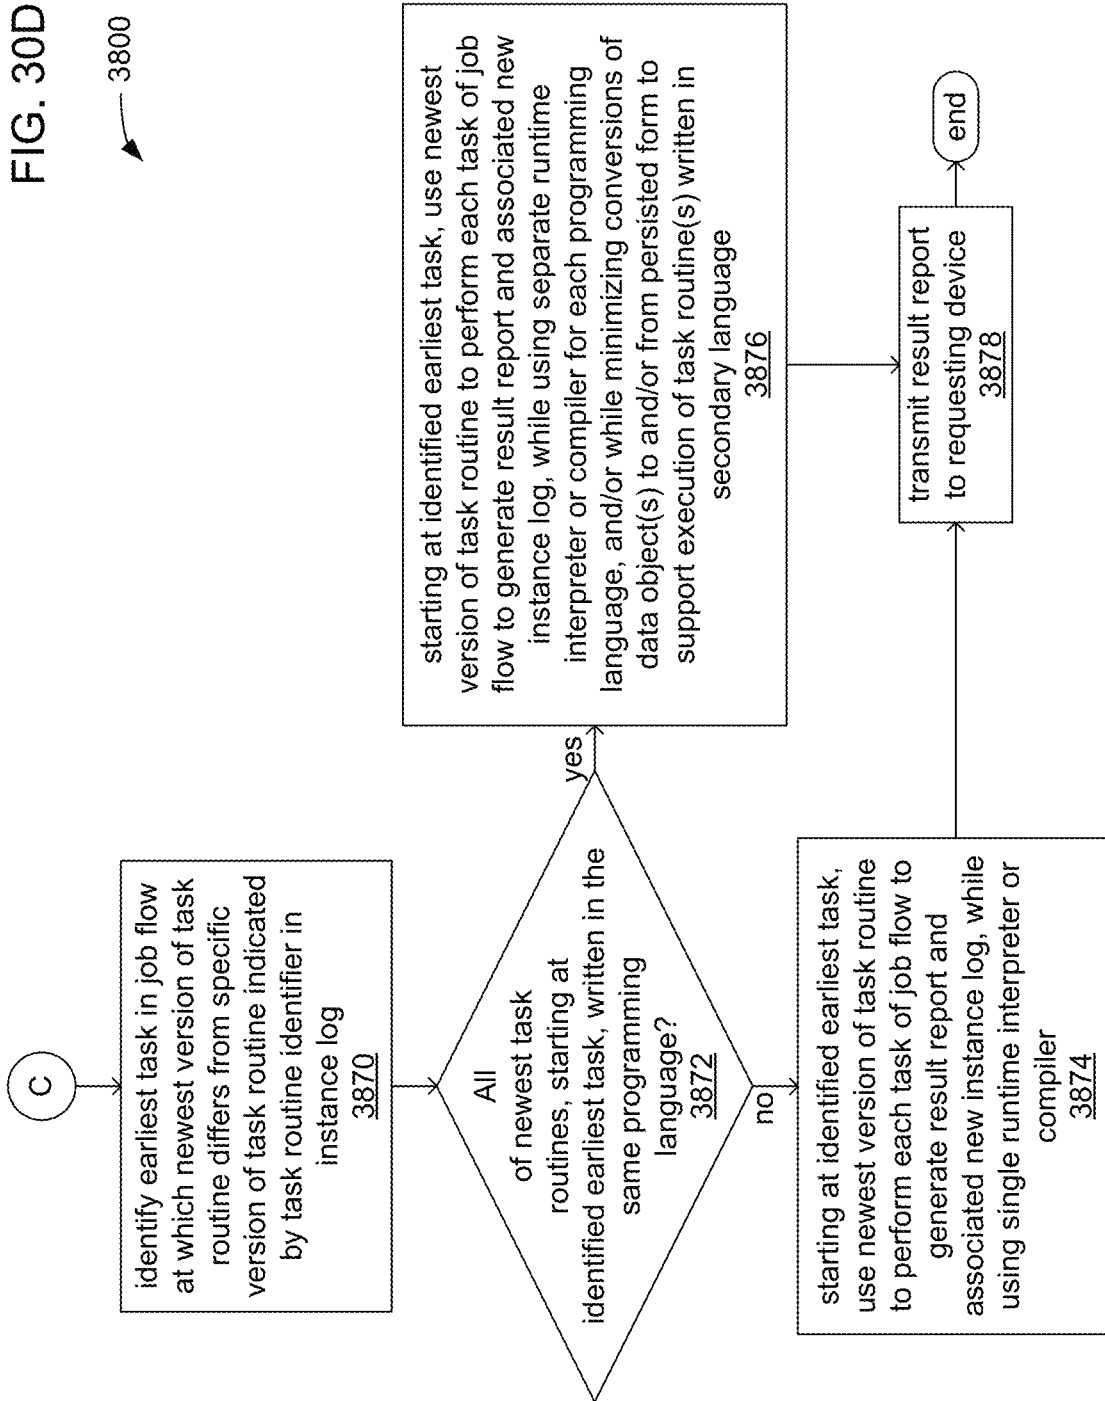 FIG. 30D
3800
C
identify earliest task in job flow
at which newest version of task
routine differs from specific
version of task routine indicated
by task routine identifier in
instance log
3870
All
of newest task
routines, starting at
identified earliest task, written in the
same programming
language?
3872
yes
no
starting at identified earliest task, use newest
version of task routine to perform each task of job
flow to generate result report and associated new
instance log, while using separate runtime
interpreter or compiler for each programming
language, and/or while minimizing conversions of
data object(s) to and/or from persisted form to
support execution of task routine(s) written in
secondary language
3876
starting at identified earliest task,
use newest version of task routine
to perform each task of job flow to
generate result report and
associated new instance log, while
using single runtime interpreter or
compiler
3874
transmit result report
to requesting device
3878
end